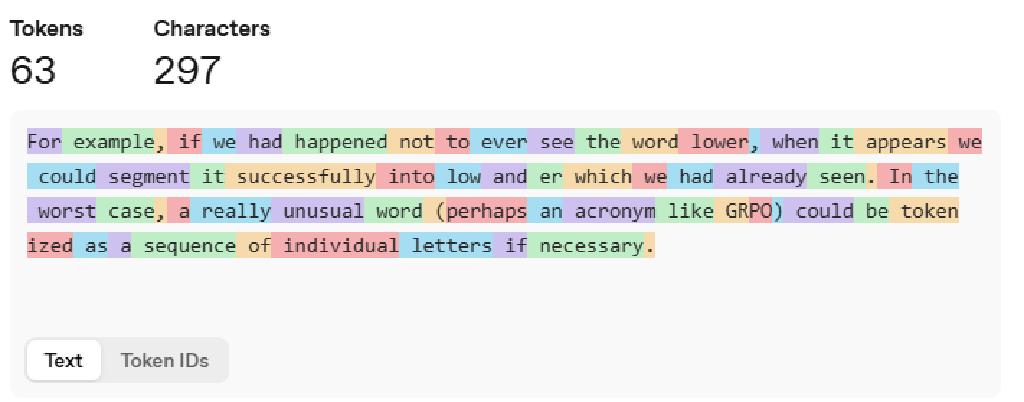 Tokens Characters
63 297
For example, if we had happened not to ever see the word lower, when it appears we
could segment it successfully into low and er which we had already seen. In the
worst case, a really unusual word (perhaps an acronym like GRPO) could be token
ized as a sequence of individual letters if necessary.
Text Token IDs